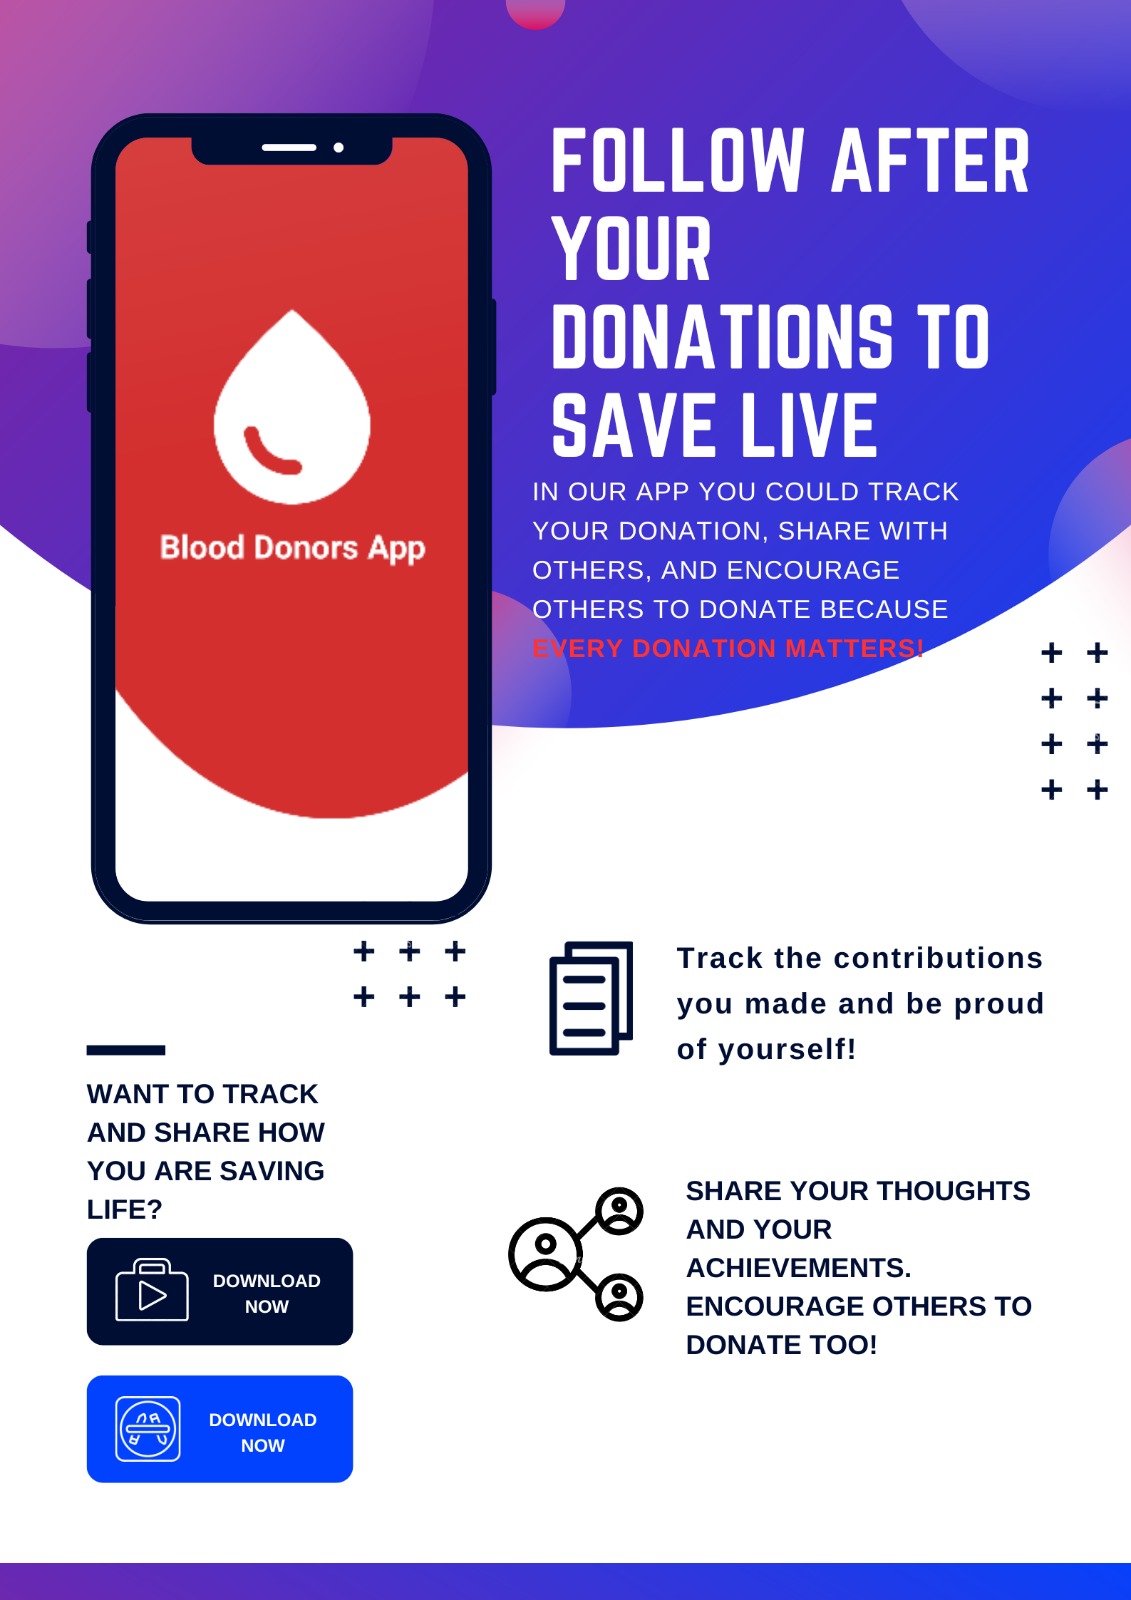 FOLLOW AFTER
YOUR
DONATIONS TO
SAVE LIVE
IN OUR APP YOU COULD TRACK
YOUR DONATION, SHARE WITH
OTHERS, AND ENCOURAGE
OTHERS TO DONATE BECAUSE
EVERY DONATION MATTERS!
Blood Donors App
Track the contributions
you made and be proud
of yourself!
WANT TO TRACK
AND SHARE HOW
YOU ARE SAVING
LIFE?
DOWNLOAD
NOW
DOWNLOAD
NOW
SHARE YOUR THOUGHTS
AND YOUR
ACHIEVEMENTS.
ENCOURAGE OTHERS TO
DONATE TOO!